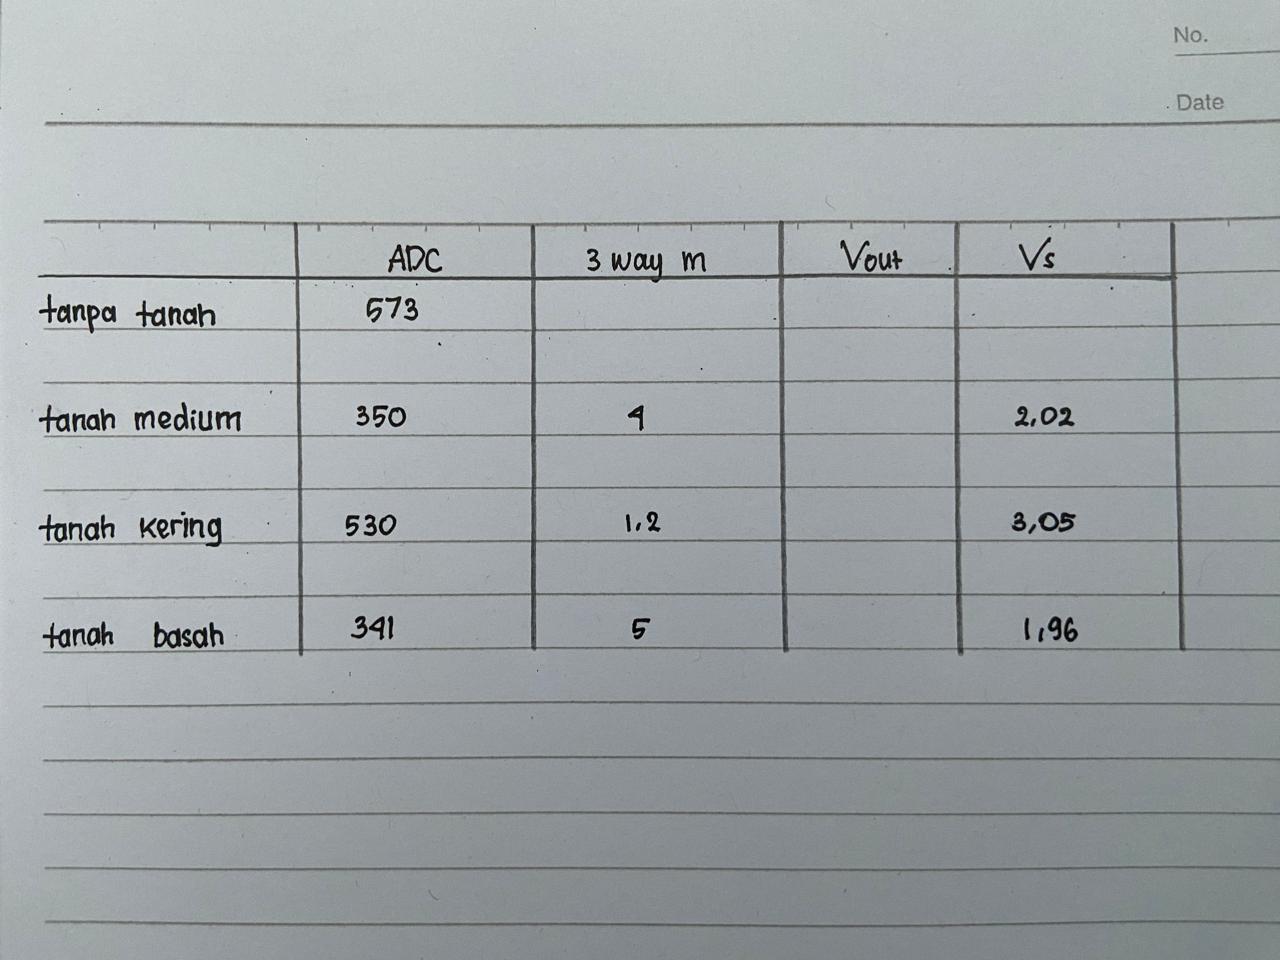 No.
Date
ADC 3 way m Vout Vs
tanpa tanah 573
tanah medium 350 4 2,02
tanah kering 530 1.2 3,05
tanah basah 341 5 1,96